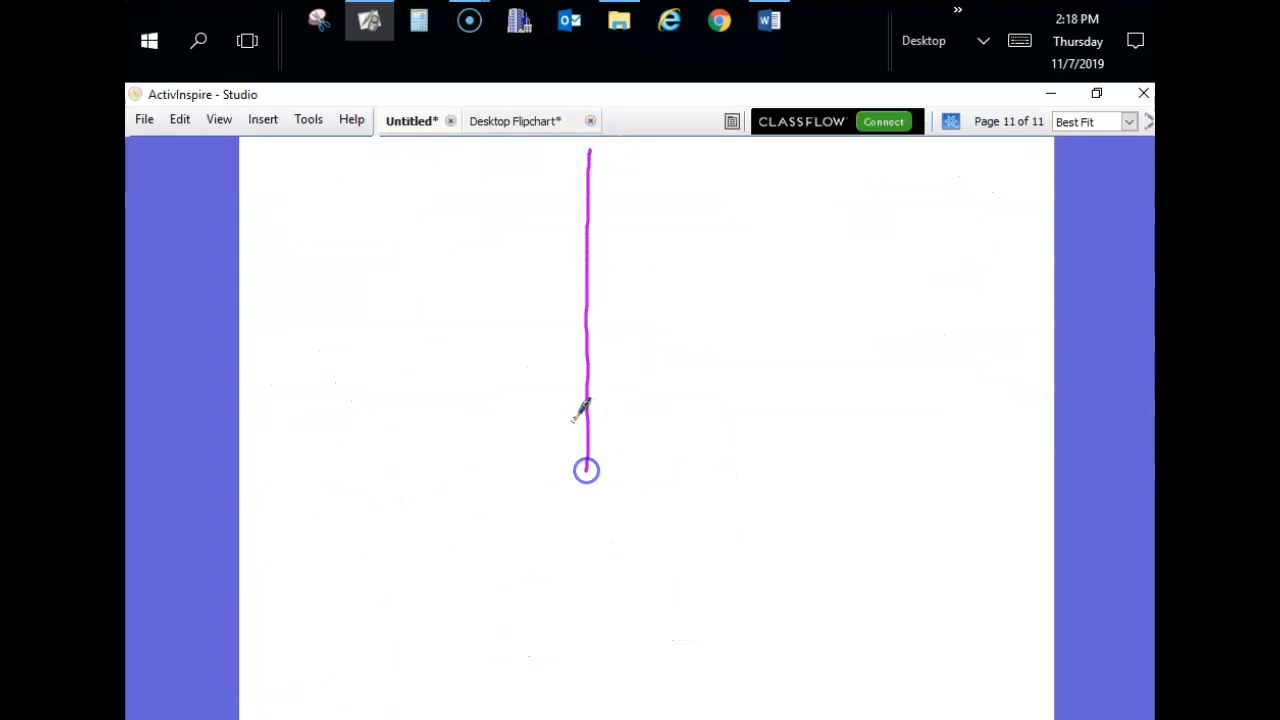 2:18 PM
Desktop
Thursday
11/7/2019
ActivInspire - Studio
File Edit View Insert Tools Help Untitled* Desktop Flipchart* CLASSFLOW Connect Page 11 of 11 Best Fit